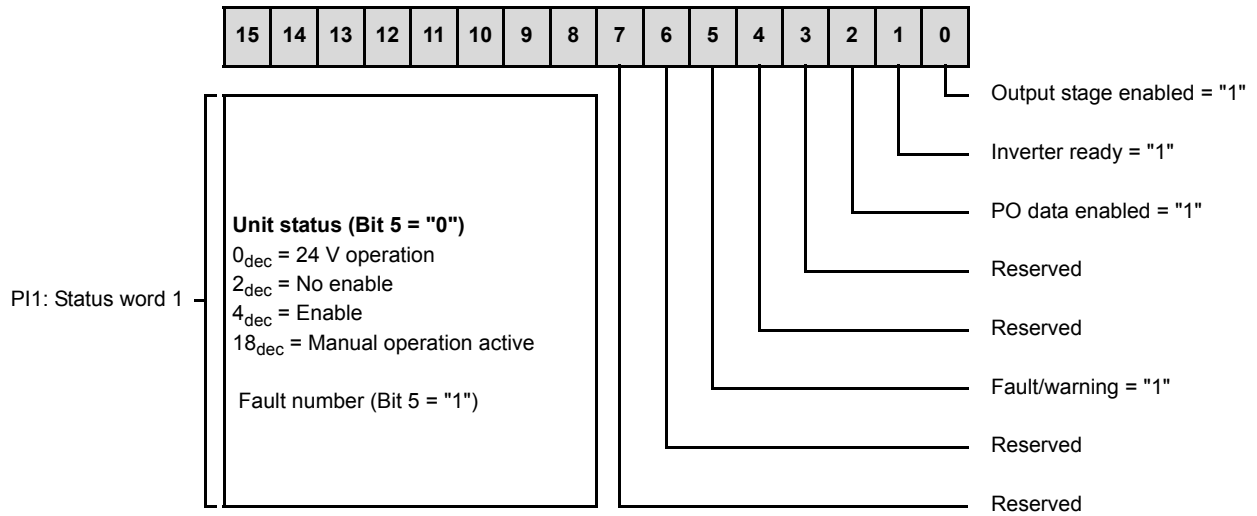 15 14 13 12 11 10 9 8 7 6 5 4 3 2 1 0
Output stage enabled = "1"
Inverter ready = "1"
PO data enabled = "1"
Reserved
Reserved
Fault/warning = "1"
Reserved
Reserved
PI1: Status word 1
Unit status (Bit 5 = "0")
0dec = 24 V operation
2dec = No enable
4dec = Enable
18dec = Manual operation active
Fault number (Bit 5 = "1")